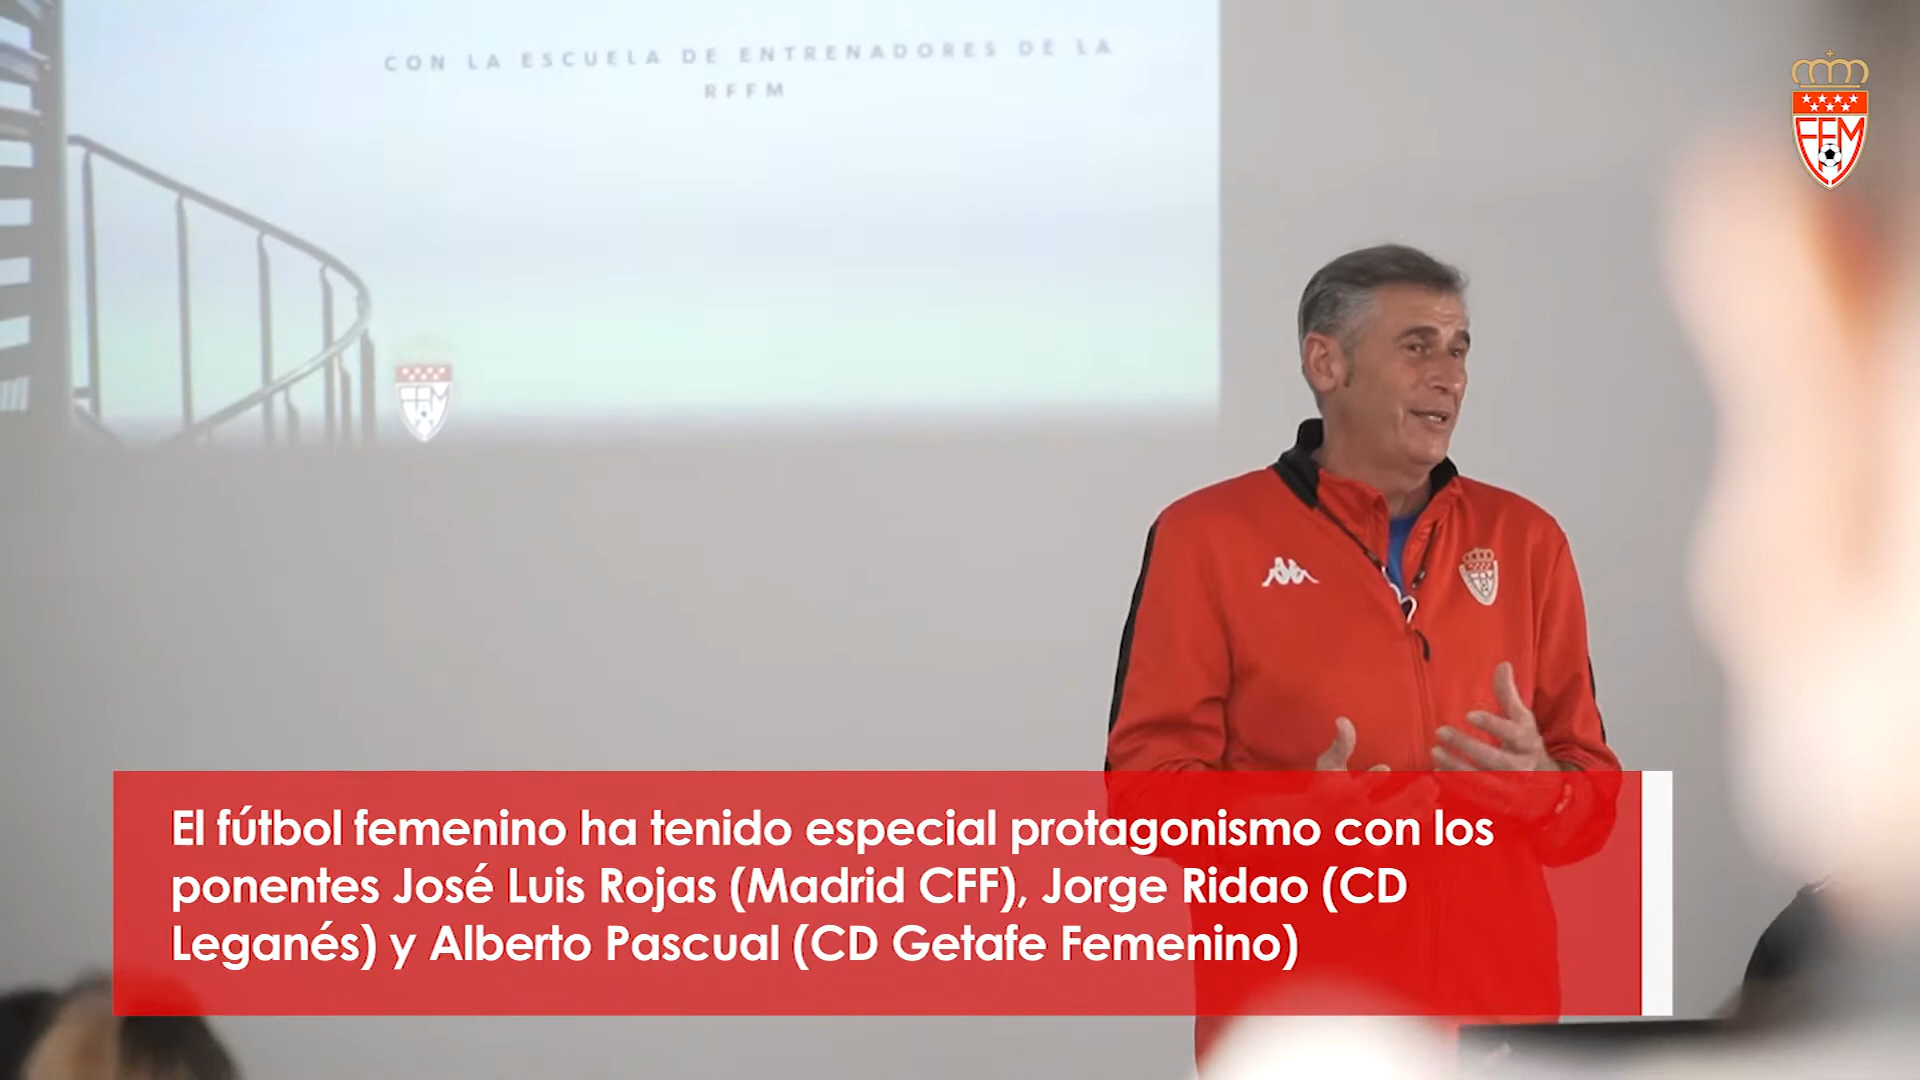 CON LA ESCUELA DE ENTRENADORES DE LA
RFFM
FFM
El fútbol femenino ha tenido especial protagonismo con los
ponentes José Luis Rojas (Madrid CFF), Jorge Ridao (CD
Leganés) y Alberto Pascual (CD Getafe Femenino)